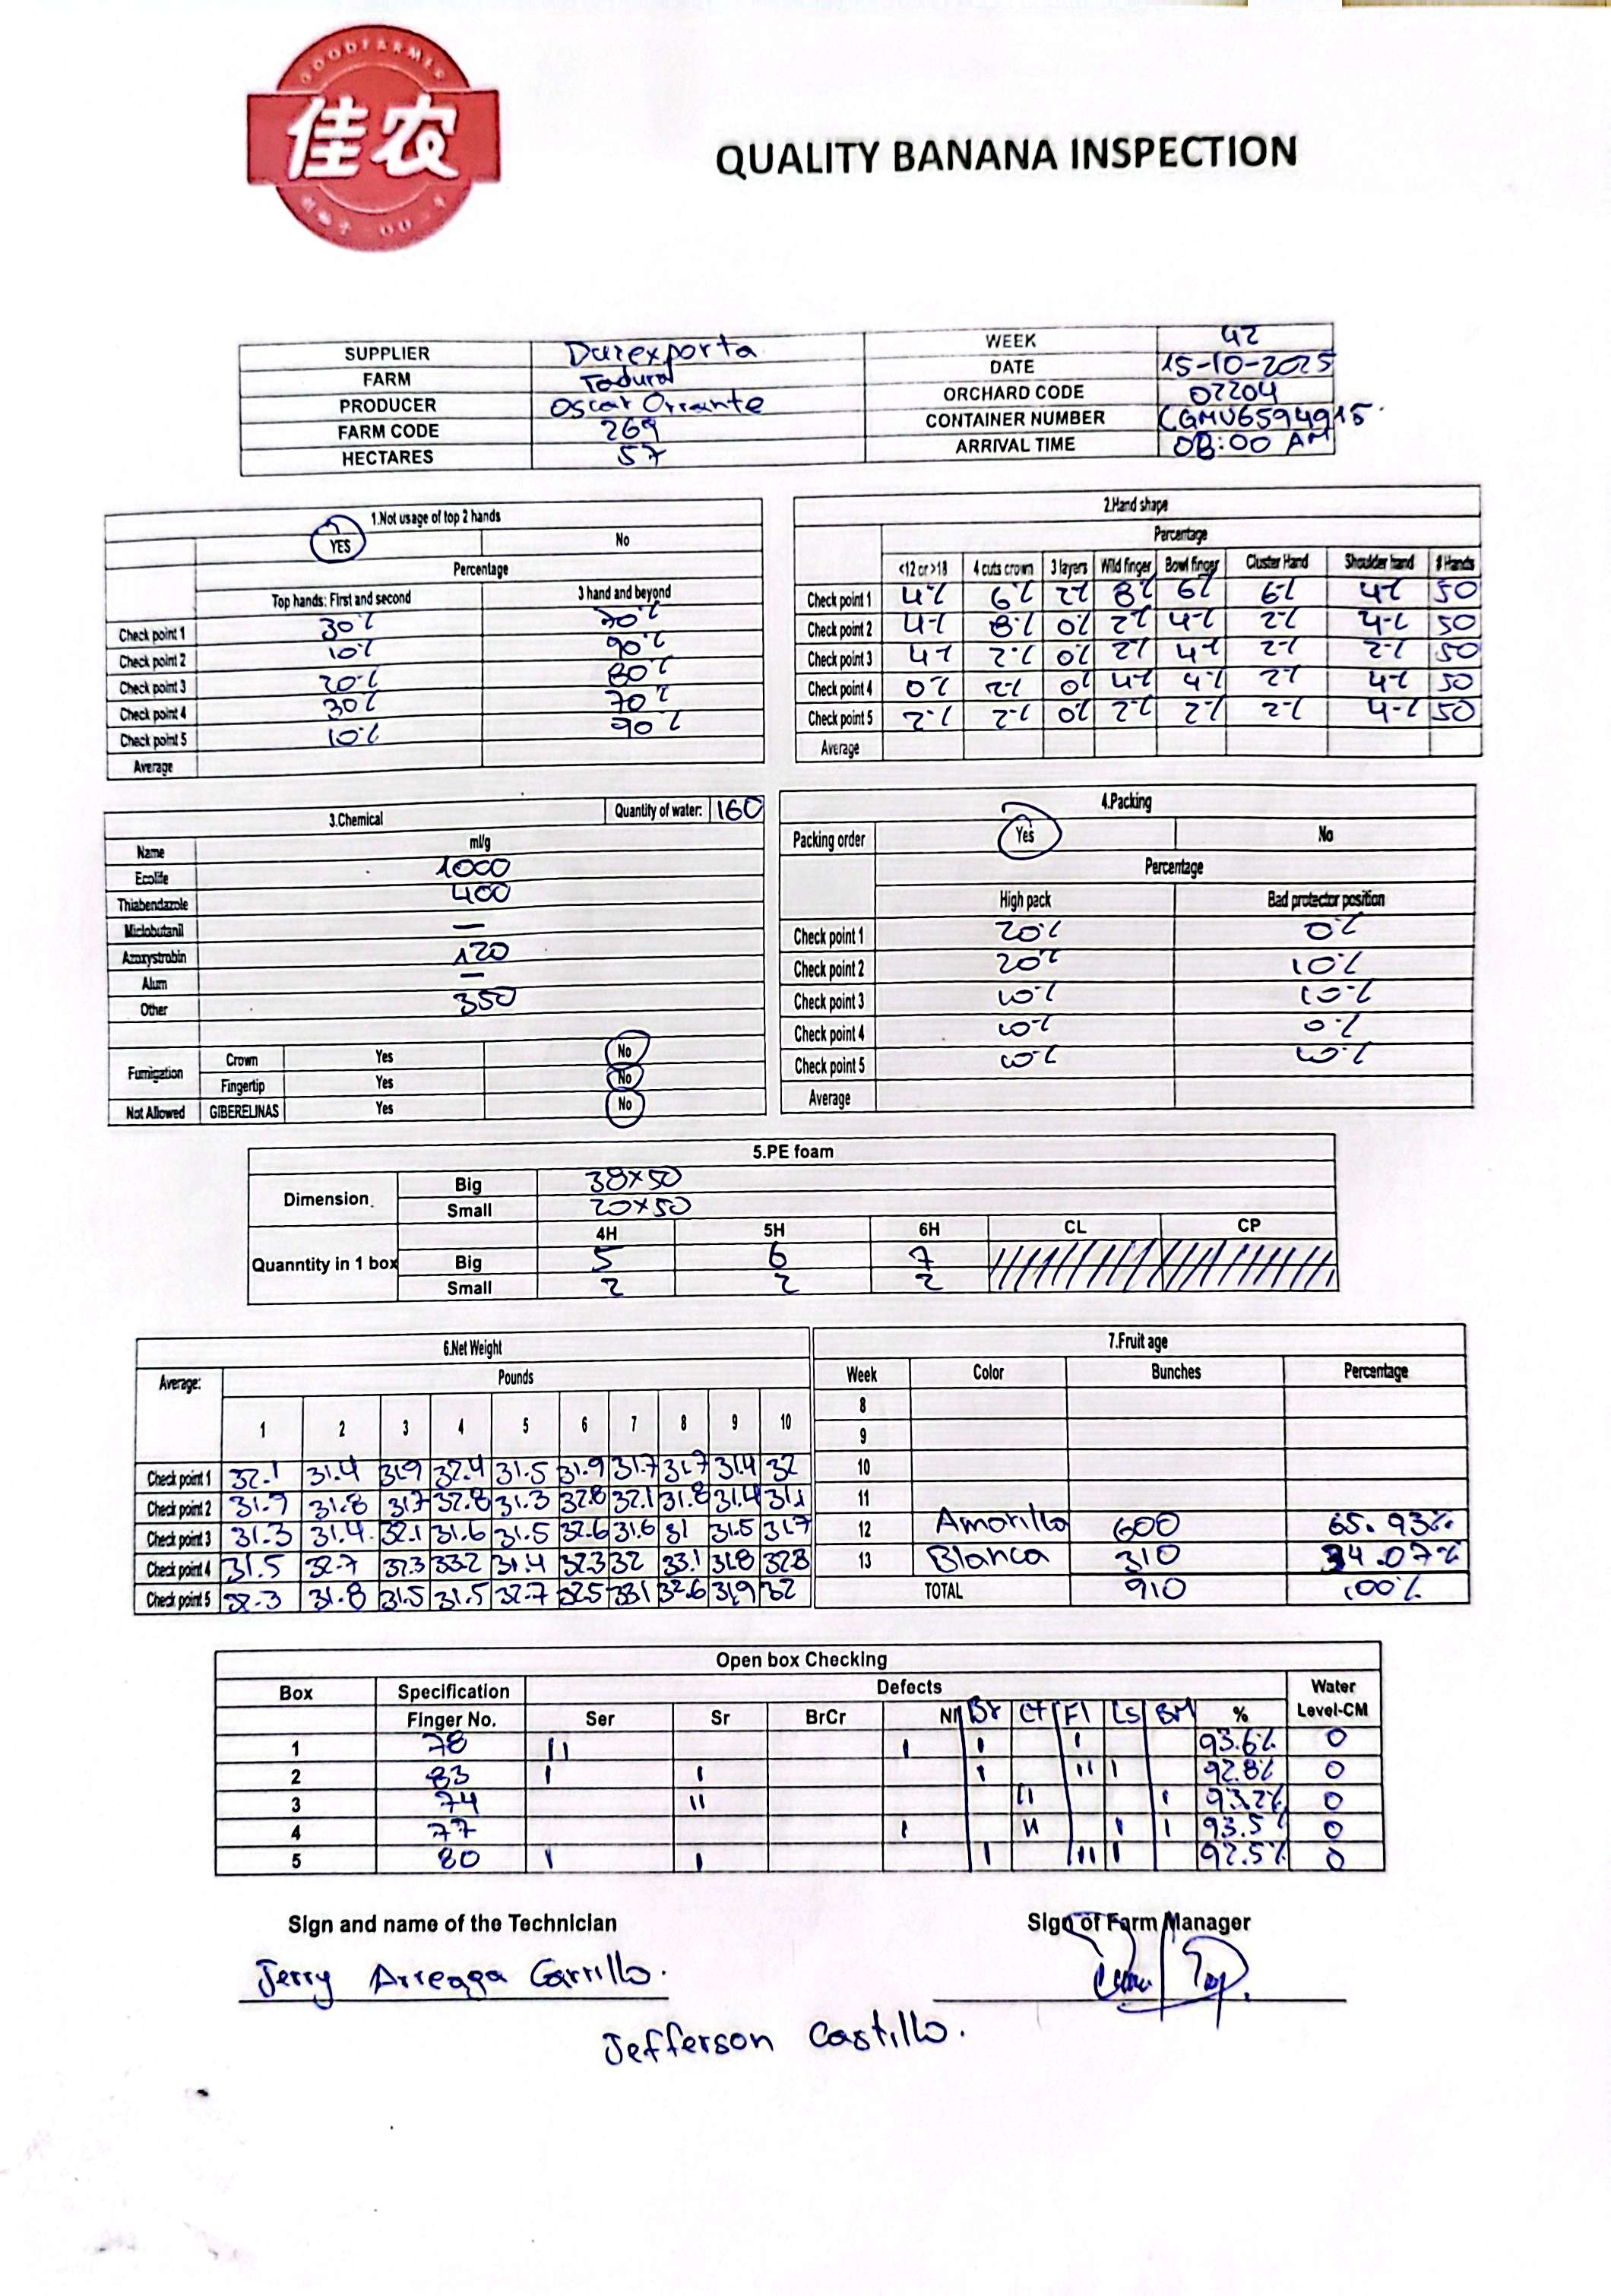 GOODFARMER
佳农
QUALITY BANANA INSPECTION
SUPPLIER Durexporta WEEK 42
FARM Tadural DATE 15-10-2025
PRODUCER Oscar Orrante ORCHARD CODE 02204
FARM CODE 269 CONTAINER NUMBER CGMU6594915
HECTARES 57 ARRIVAL TIME 08:00 AM
1.Not usage of top 2 hands
YES No
Percentage
Top hands: First and second 3 hand and beyond
Check point 1 30% 70%
Check point 2 10% 90%
Check point 3 20% 80%
Check point 4 30% 70%
Check point 5 10% 90%
Average
2.Hand shape
Percentage
<12 or >18 4 cuts crown 3 layers Wild finger Bowl finger Cluster Hand Shoulder hand # Hands
Check point 1 4% 6% 2% 8% 6% 6% 4% 50
Check point 2 4% 8% 0% 2% 4% 2% 4% 50
Check point 3 4% 2% 0% 2% 4% 2% 2% 50
Check point 4 0% 2% 0% 4% 4% 2% 4% 50
Check point 5 2% 2% 0% 2% 2% 2% 4% 50
Average
3.Chemical Quantity of water: 160
Name ml/g
Ecolife 1000
Thiabendazole 400
Miclobutanil —
Azoxystrobin 120
Alum —
Other 350
Fumigation Crown Yes No
Fingertip Yes No
Not Allowed GIBERELINAS Yes No
4.Packing
Packing order Yes No
Percentage
High pack Bad protector position
Check point 1 20% 0%
Check point 2 20% 10%
Check point 3 10% 10%
Check point 4 10% 0%
Check point 5 10% 10%
Average
5.PE foam
Dimension. Big 38x50
Small 20x50
4H 5H 6H CL CP
Quanntity in 1 box Big 5 6 7
Small 2 2 2
6.Net Weight
Average: Pounds
1 2 3 4 5 6 7 8 9 10
Check point 1 32.1 31.4 31.9 32.4 31.5 31.9 31.7 31.7 31.4 32
Check point 2 31.9 31.8 31.7 32.8 31.3 32.8 32.1 31.8 31.4 31.1
Check point 3 31.3 31.4 32.1 31.6 31.5 32.6 31.6 31 31.5 31.7
Check point 4 31.5 32.7 32.3 33.2 31.4 32.3 32 33.1 31.8 32.8
Check point 5 32.3 31.8 31.5 31.5 32.7 32.5 33.1 32.6 31.9 32
7.Fruit age
Week Color Bunches Percentage
8
9
10
11
12 Amarillo 600 65.93%
13 Blanca 310 34.07%
TOTAL 910 100%
Open box Checking
Box Specification Defects Water
Finger No. Ser Sr BrCr NI Br Ct Fl Ls BM % Level-CM
1 78 II I I I 93.6% 0
2 83 I I I II I 92.8% 0
3 74 II II I 93.2% 0
4 77 I II I I 93.5% 0
5 80 I I I III I 92.5% 0
Sign and name of the Technician Sign of Farm Manager
Jerry Arreaga Carrillo.
Jefferson Castillo.